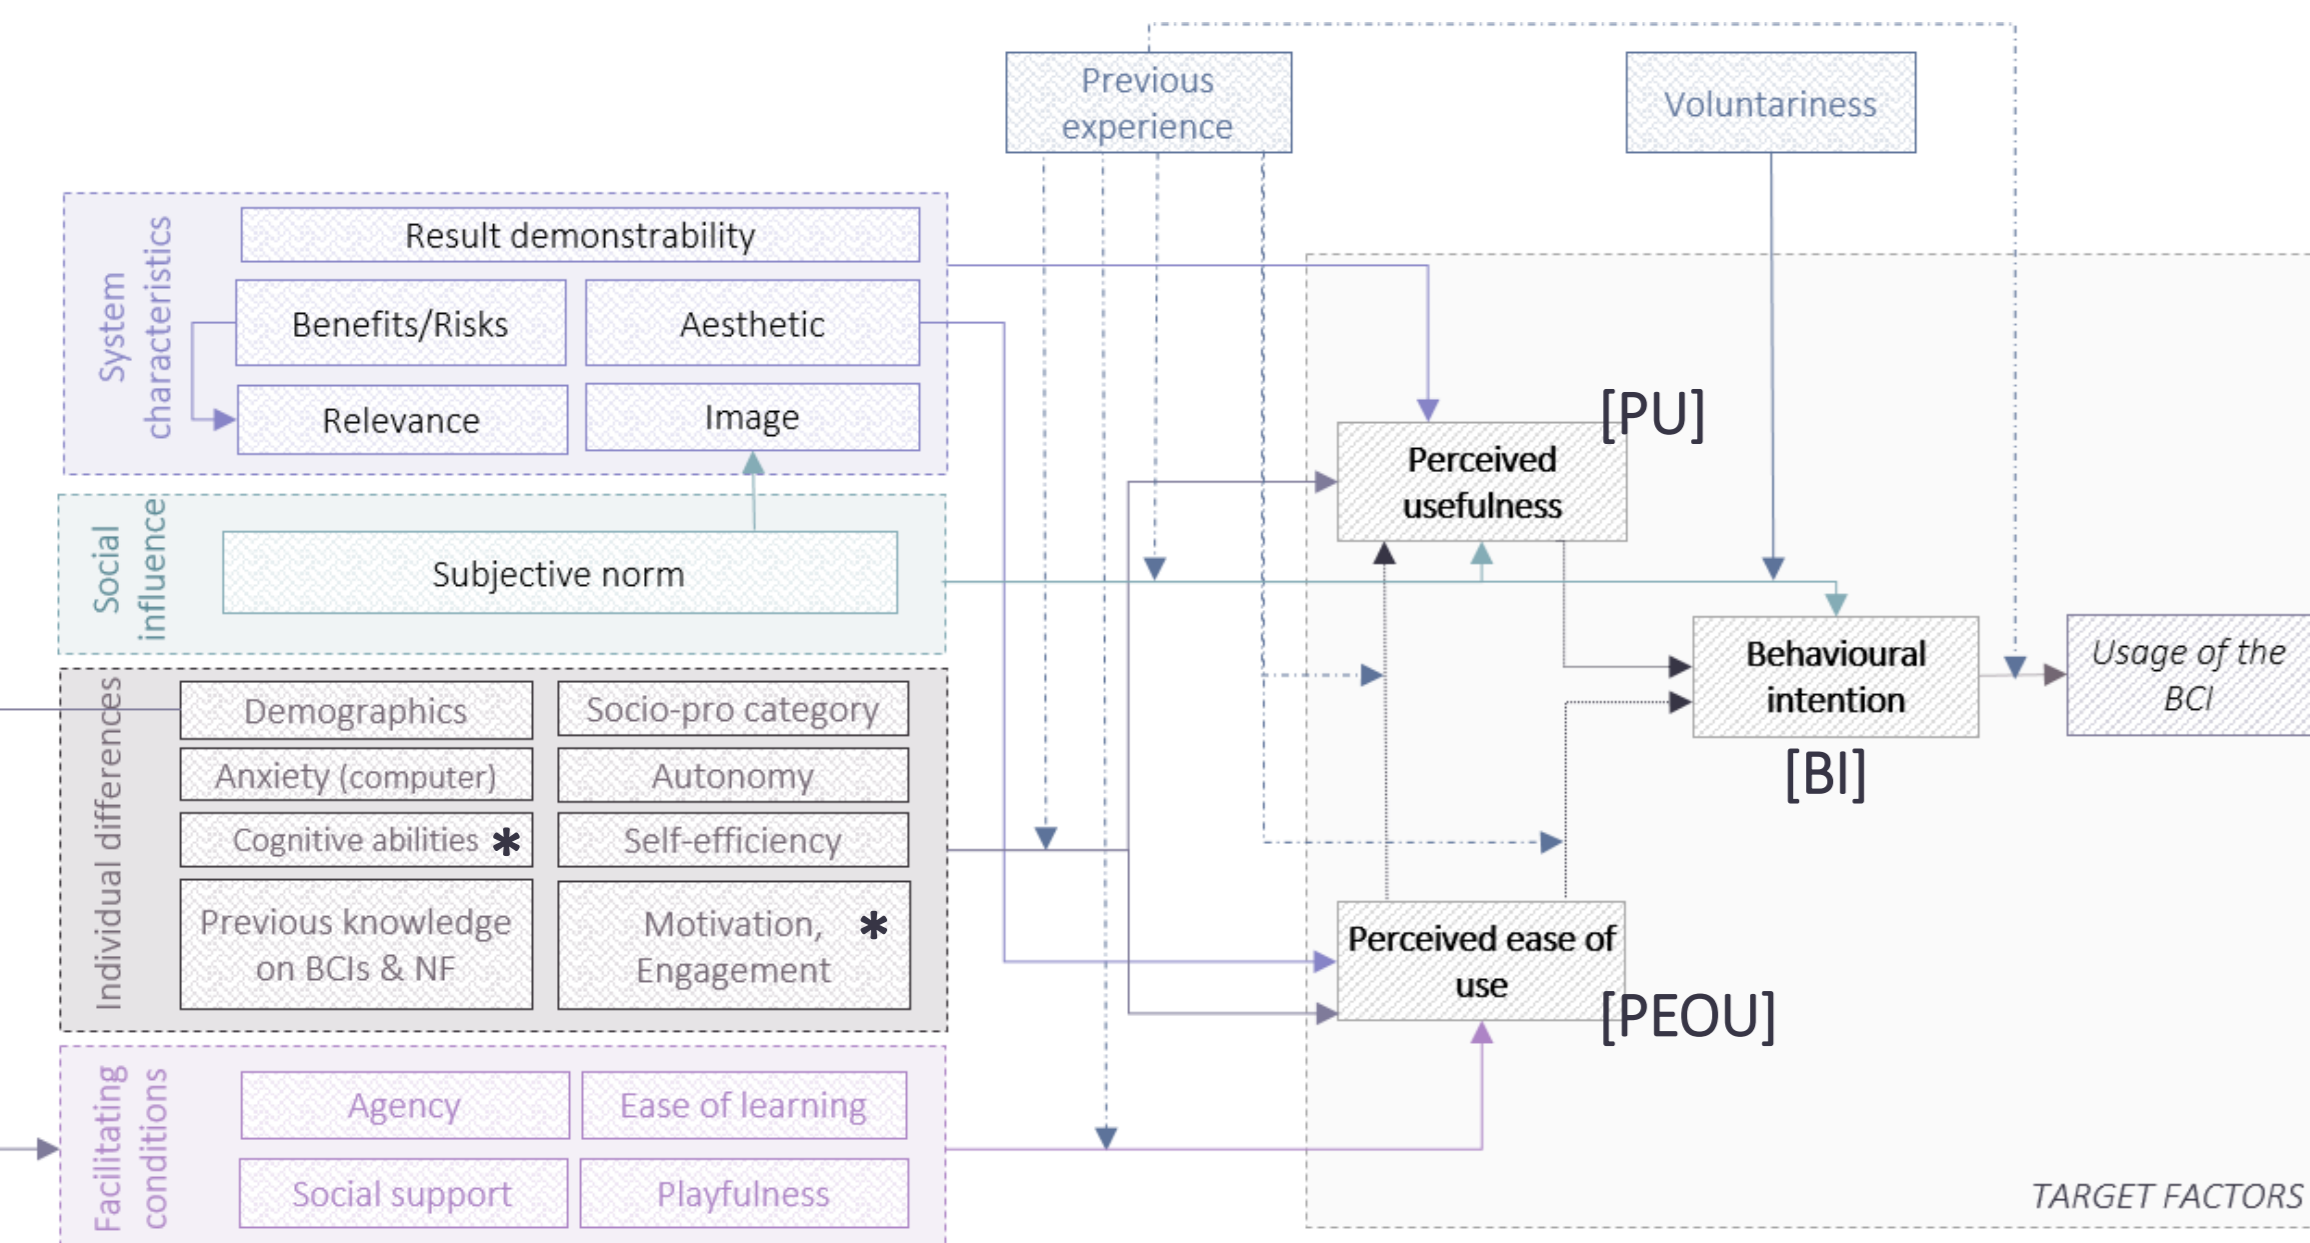 Previous
experience
Voluntariness
System
characteristics
Result demonstrability
Benefits/Risks
Aesthetic
Relevance
Image
Social
influence
Subjective norm
Individual differences
Demographics
Socio-pro category
Anxiety (computer)
Autonomy
Cognitive abilities *
Self-efficiency
Previous knowledge
on BCIs & NF
Motivation, *
Engagement
Facilitating
conditions
Agency
Ease of learning
Social support
Playfulness
[PU]
Perceived
usefulness
Behavioural
intention
[BI]
Usage of the
BCI
Perceived ease of
use
[PEOU]
TARGET FACTORS